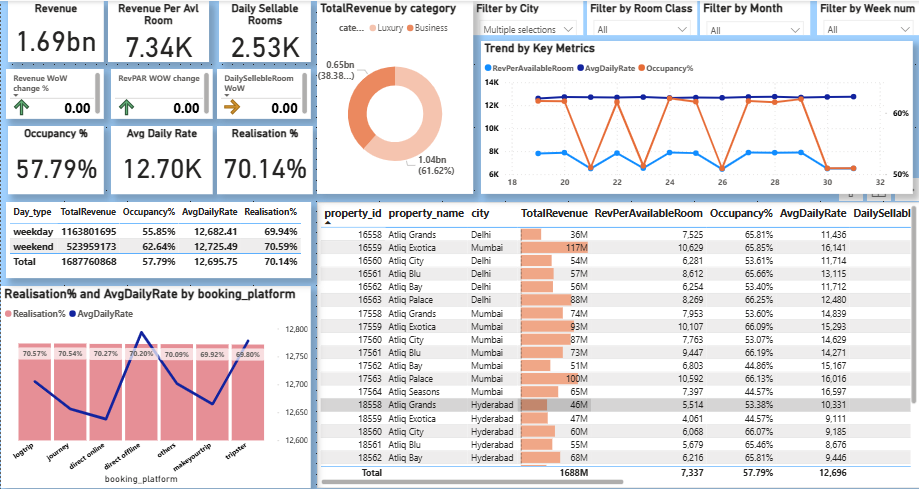 Revenue
1.69bn
Revenue Per Avl Room
7.34K
Daily Sellable Rooms
2.53K
Revenue WoW change %
0.00
RevPAR WOW change
0.00
DailySellebleRoom WoW
0.00
Occupancy %
57.79%
Avg Daily Rate
12.70K
Realisation %
70.14%
TotalRevenue by category
cate... Luxury Business
0.65bn
(38.38...)
1.04bn
(61.62%)
Filter by City
Multiple selections
Filter by Room Class
All
Filter by Month
All
Filter by Week num
All
Trend by Key Metrics
RevPerAvailableRoom AvgDailyRate Occupancy%
14K
12K
10K
8K
6K
60%
50%
18 20 22 24 26 28 30 32
Day_type TotalRevenue Occupancy% AvgDailyRate Realisation%
weekday 1163801695 55.85% 12,682.41 69.94%
weekend 523959173 62.64% 12,725.49 70.59%
Total 1687760868 57.79% 12,695.75 70.14%
Realisation% and AvgDailyRate by booking_platform
Realisation% AvgDailyRate
12,800
12,750
12,700
12,650
12,600
70.57% 70.54% 70.27% 70.20% 70.09% 69.92% 69.80%
logtrip journey direct online direct offline others makeyourtrip tripster
booking_platform
property_id property_name city TotalRevenue RevPerAvailableRoom Occupancy% AvgDailyRate DailySellabl
16558 Atliq Grands Delhi 36M 7,525 65.81% 11,436
16559 Atliq Exotica Mumbai 117M 10,629 65.85% 16,141
16560 Atliq City Delhi 54M 6,281 53.61% 11,714
16561 Atliq Blu Delhi 57M 8,612 65.66% 13,115
16562 Atliq Bay Delhi 56M 6,254 53.40% 11,712
16563 Atliq Palace Delhi 88M 8,269 66.25% 12,480
17558 Atliq Grands Mumbai 74M 7,953 53.60% 14,839
17559 Atliq Exotica Mumbai 93M 10,107 66.09% 15,293
17560 Atliq City Mumbai 87M 7,763 53.07% 14,629
17561 Atliq Blu Mumbai 73M 9,447 66.19% 14,271
17562 Atliq Bay Mumbai 51M 6,803 44.86% 15,167
17563 Atliq Palace Mumbai 100M 10,592 66.13% 16,016
17564 Atliq Seasons Mumbai 65M 7,397 44.57% 16,597
18558 Atliq Grands Hyderabad 46M 5,514 53.38% 10,331
18559 Atliq Exotica Hyderabad 47M 4,061 44.57% 9,111
18560 Atliq City Hyderabad 60M 6,068 66.07% 9,185
18561 Atliq Blu Hyderabad 55M 5,679 65.46% 8,676
18562 Atliq Bay Hyderabad 68M 6,216 65.81% 9,446
Total 1688M 7,337 57.79% 12,696